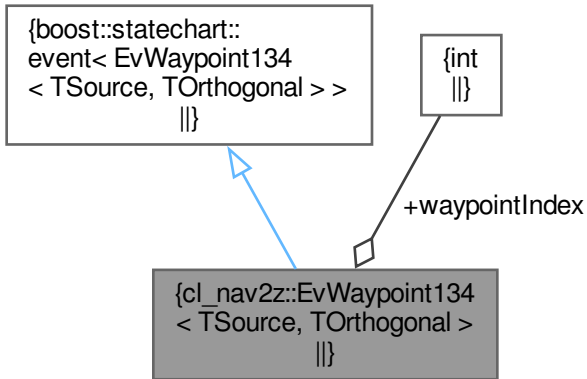 {boost::statechart::
event< EvWaypoint134
< TSource, TOrthogonal > >
||}
{int
||}
+waypointIndex
{cl_nav2z::EvWaypoint134
< TSource, TOrthogonal >
||}